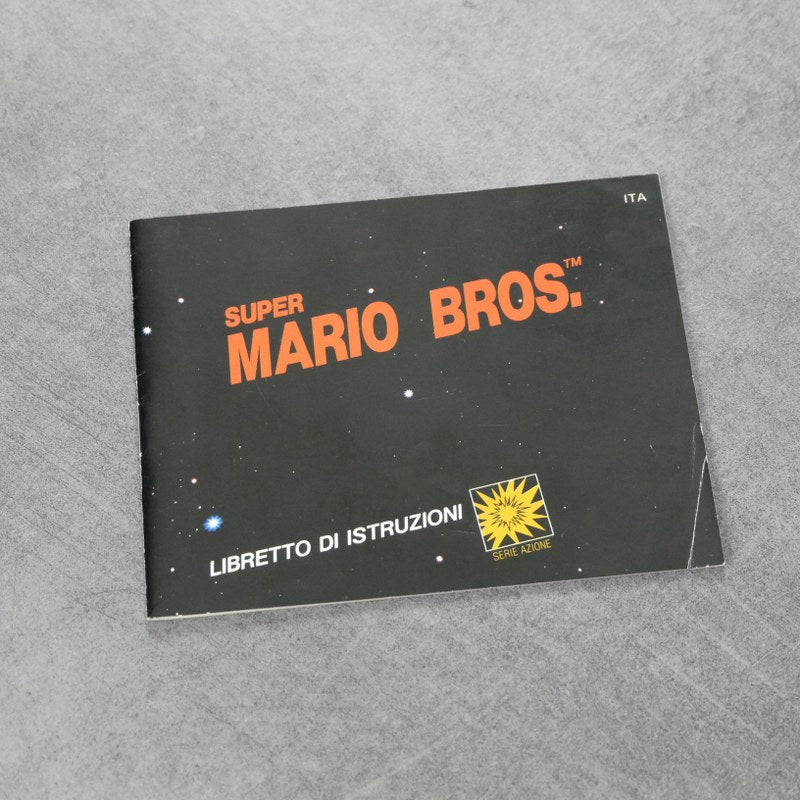 ITA
SUPER
MARIO BROS.™
LIBRETTO DI ISTRUZIONI
SERIE AZIONE